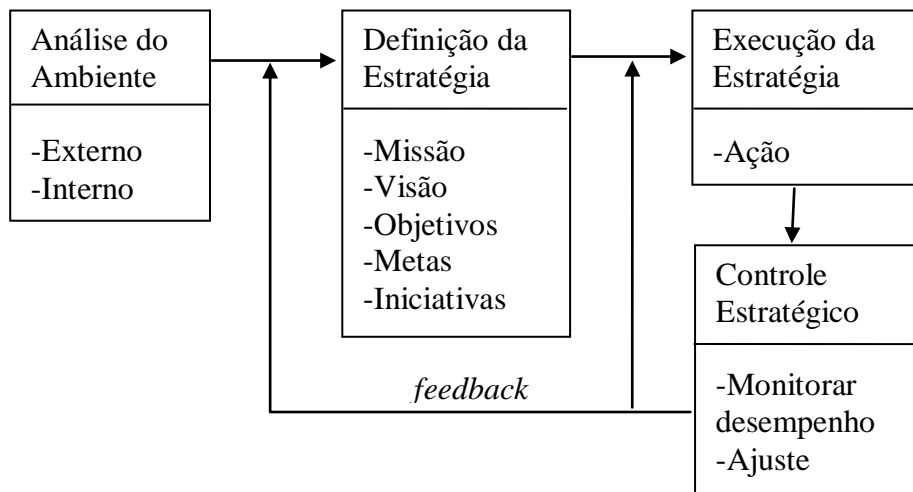 Análise do
Ambiente
-Externo
-Interno
Definição da
Estratégia
-Missão
-Visão
-Objetivos
-Metas
-Iniciativas
Execução da
Estratégia
-Ação
Controle
Estratégico
-Monitorar
desempenho
-Ajuste
feedback